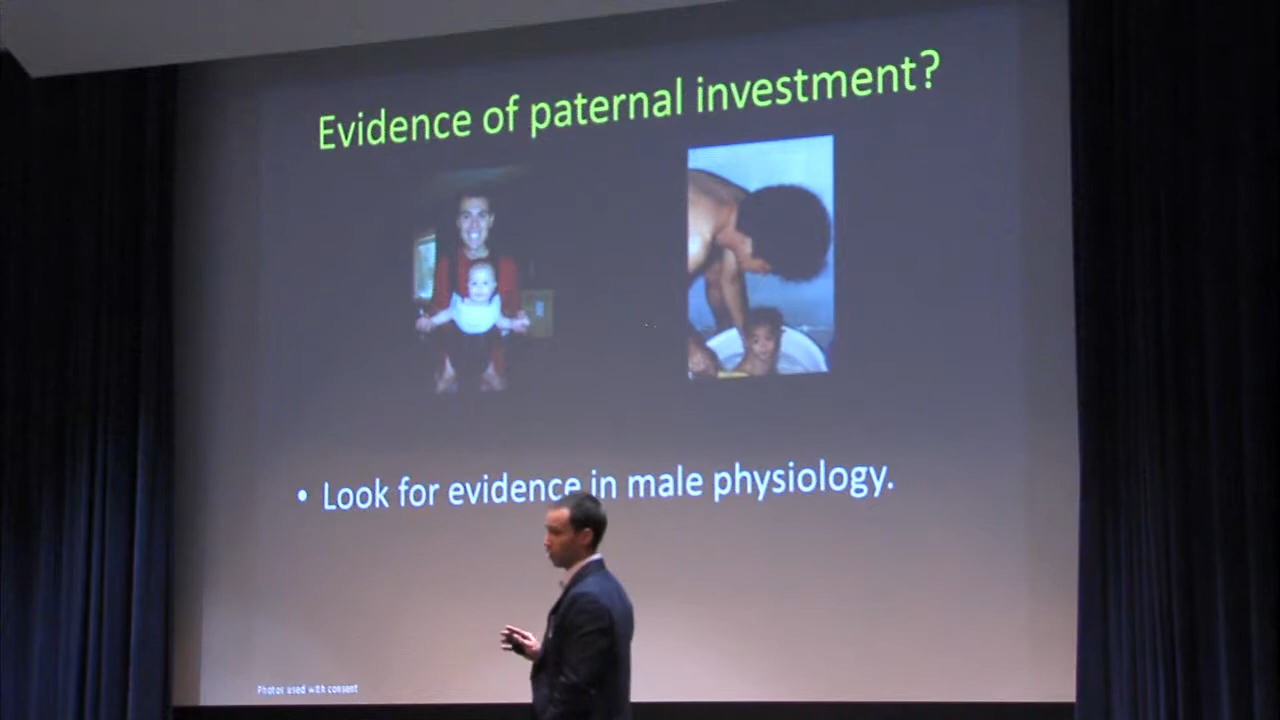 Evidence of paternal investment?
• Look for evidence in male physiology.
Photos used with consent